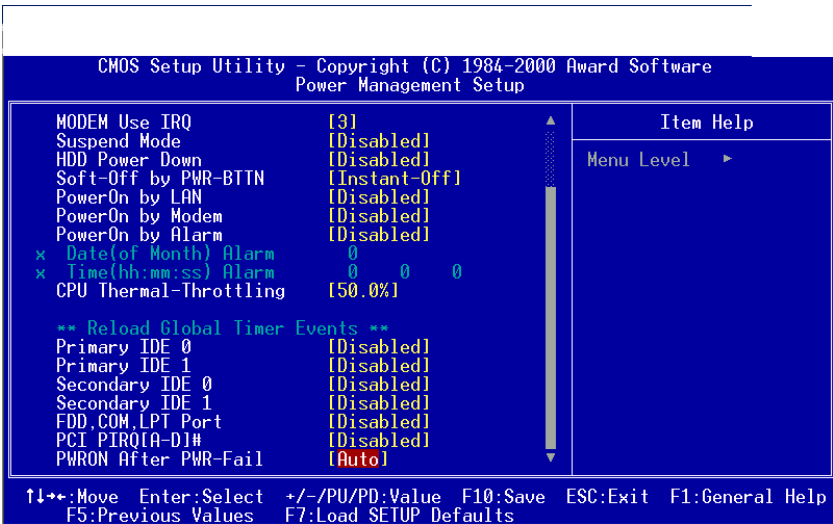 CMOS Setup Utility - Copyright (C) 1984-2000 Award Software
Power Management Setup
MODEM Use IRQ [3]
Suspend Mode [Disabled]
HDD Power Down [Disabled]
Soft-Off by PWR-BTTN [Instant-Off]
PowerOn by LAN [Disabled]
PowerOn by Modem [Disabled]
PowerOn by Alarm [Disabled]
x Date(of Month) Alarm 0
x Time(hh:mm:ss) Alarm 0 0 0
CPU Thermal-Throttling [50.0%]
** Reload Global Timer Events **
Primary IDE 0 [Disabled]
Primary IDE 1 [Disabled]
Secondary IDE 0 [Disabled]
Secondary IDE 1 [Disabled]
FDD,COM,LPT Port [Disabled]
PCI PIRQ[A-D]# [Disabled]
PWRON After PWR-Fail [Auto]
Item Help
Menu Level ►
↑↓→←:Move Enter:Select +/-/PU/PD:Value F10:Save ESC:Exit F1:General Help
F5:Previous Values F7:Load SETUP Defaults